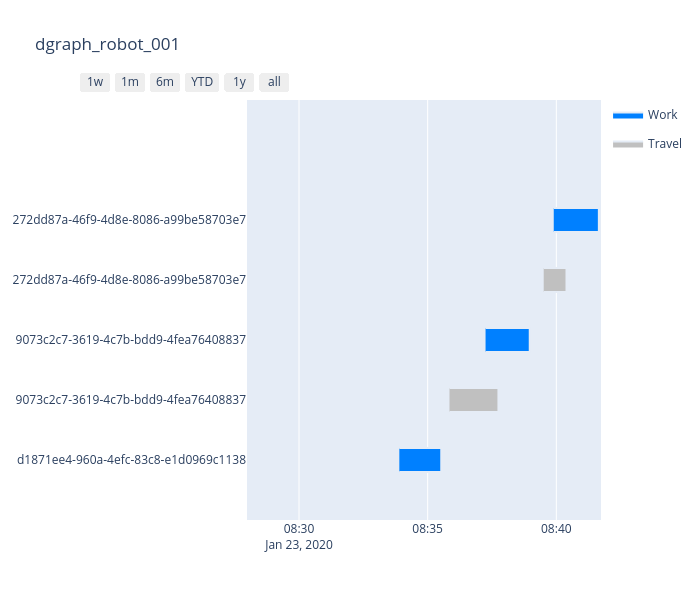 dgraph_robot_001
1w 1m 6m YTD 1y all
Work
Travel
272dd87a-46f9-4d8e-8086-a99be58703e7
272dd87a-46f9-4d8e-8086-a99be58703e7
9073c2c7-3619-4c7b-bdd9-4fea76408837
9073c2c7-3619-4c7b-bdd9-4fea76408837
d1871ee4-960a-4efc-83c8-e1d0969c1138
08:30 08:35 08:40
Jan 23, 2020